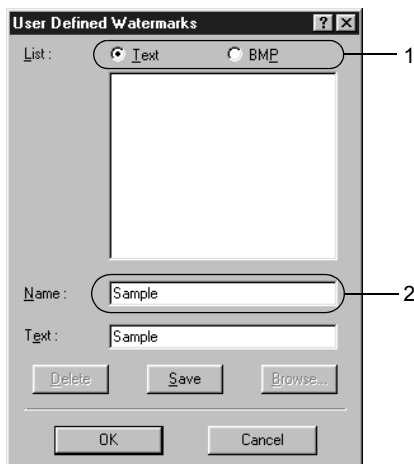 User Defined Watermarks ? ×
List : Text BMP 1
Name : Sample 2
Text : Sample
Delete Save Browse...
OK Cancel